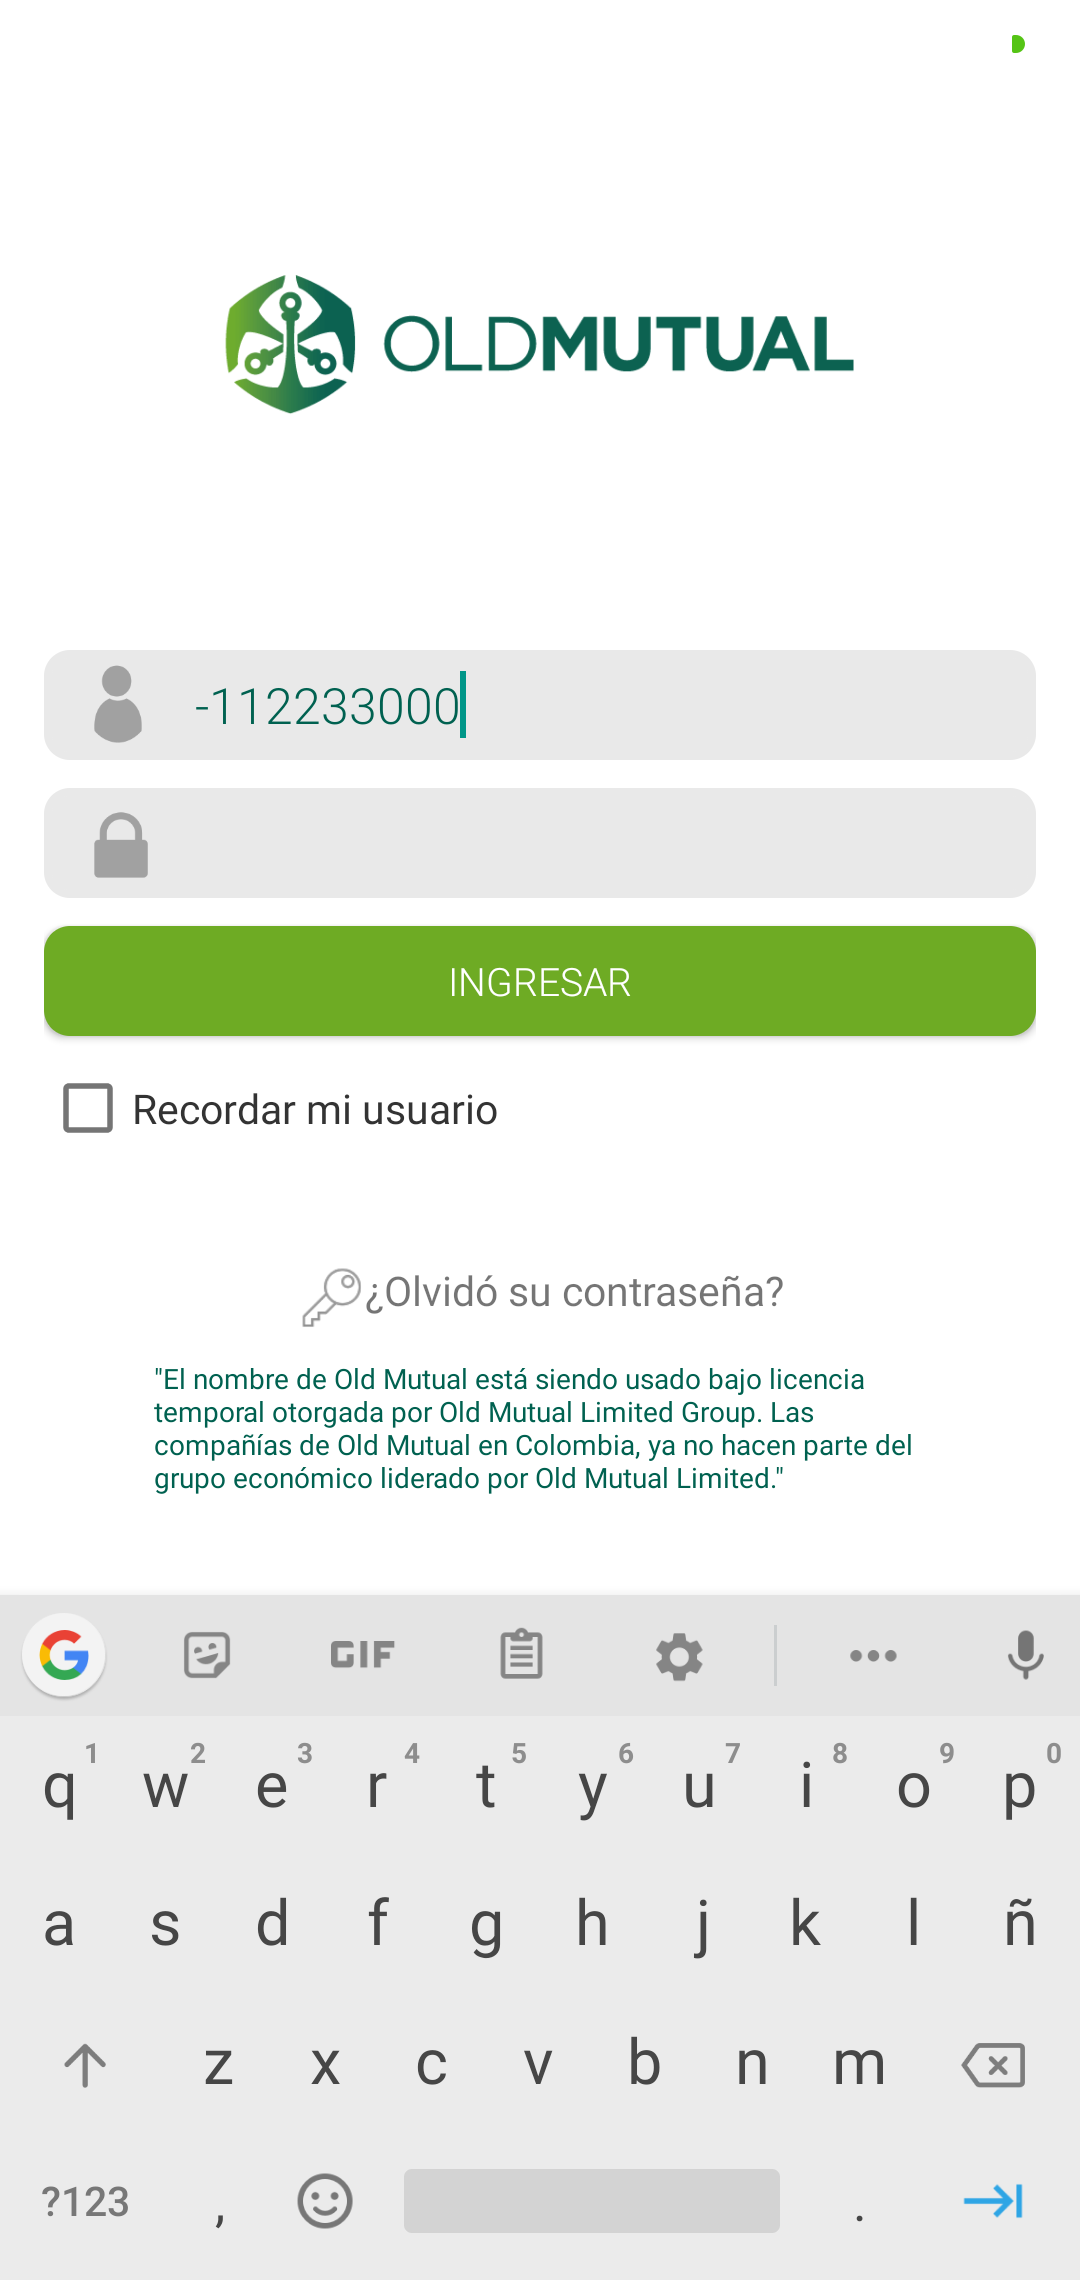 OLDMUTUAL
-112233000
INGRESAR
Recordar mi usuario
¿Olvidó su contraseña?
"El nombre de Old Mutual está siendo usado bajo licencia
temporal otorgada por Old Mutual Limited Group. Las
compañías de Old Mutual en Colombia, ya no hacen parte del
grupo económico liderado por Old Mutual Limited."
G GIF
1 2 3 4 5 6 7 8 9 0
q w e r t y u i o p
a s d f g h j k l ñ
z x c v b n m
?123 , .